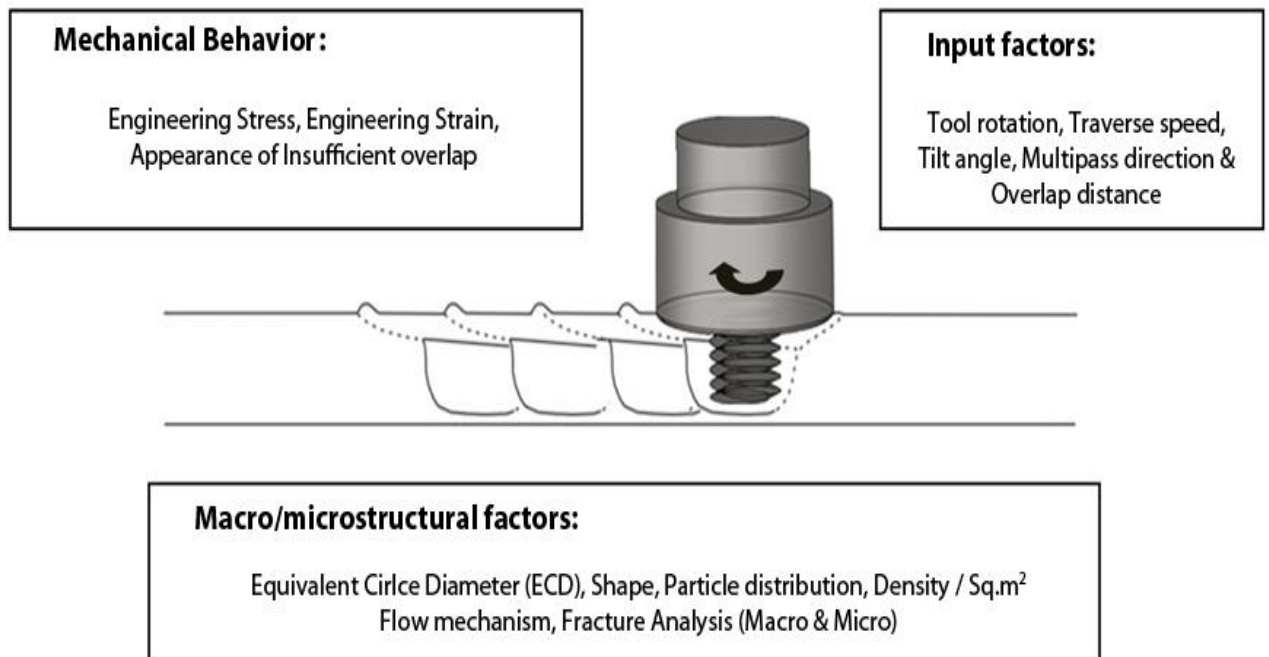 Mechanical Behavior:
Engineering Stress, Engineering Strain,
Appearance of Insufficient overlap
Input factors:
Tool rotation, Traverse speed,
Tilt angle, Multipass direction &
Overlap distance
Macro/microstructural factors:
Equivalent Cirlce Diameter (ECD), Shape, Particle distribution, Density / Sq.m²
Flow mechanism, Fracture Analysis (Macro & Micro)